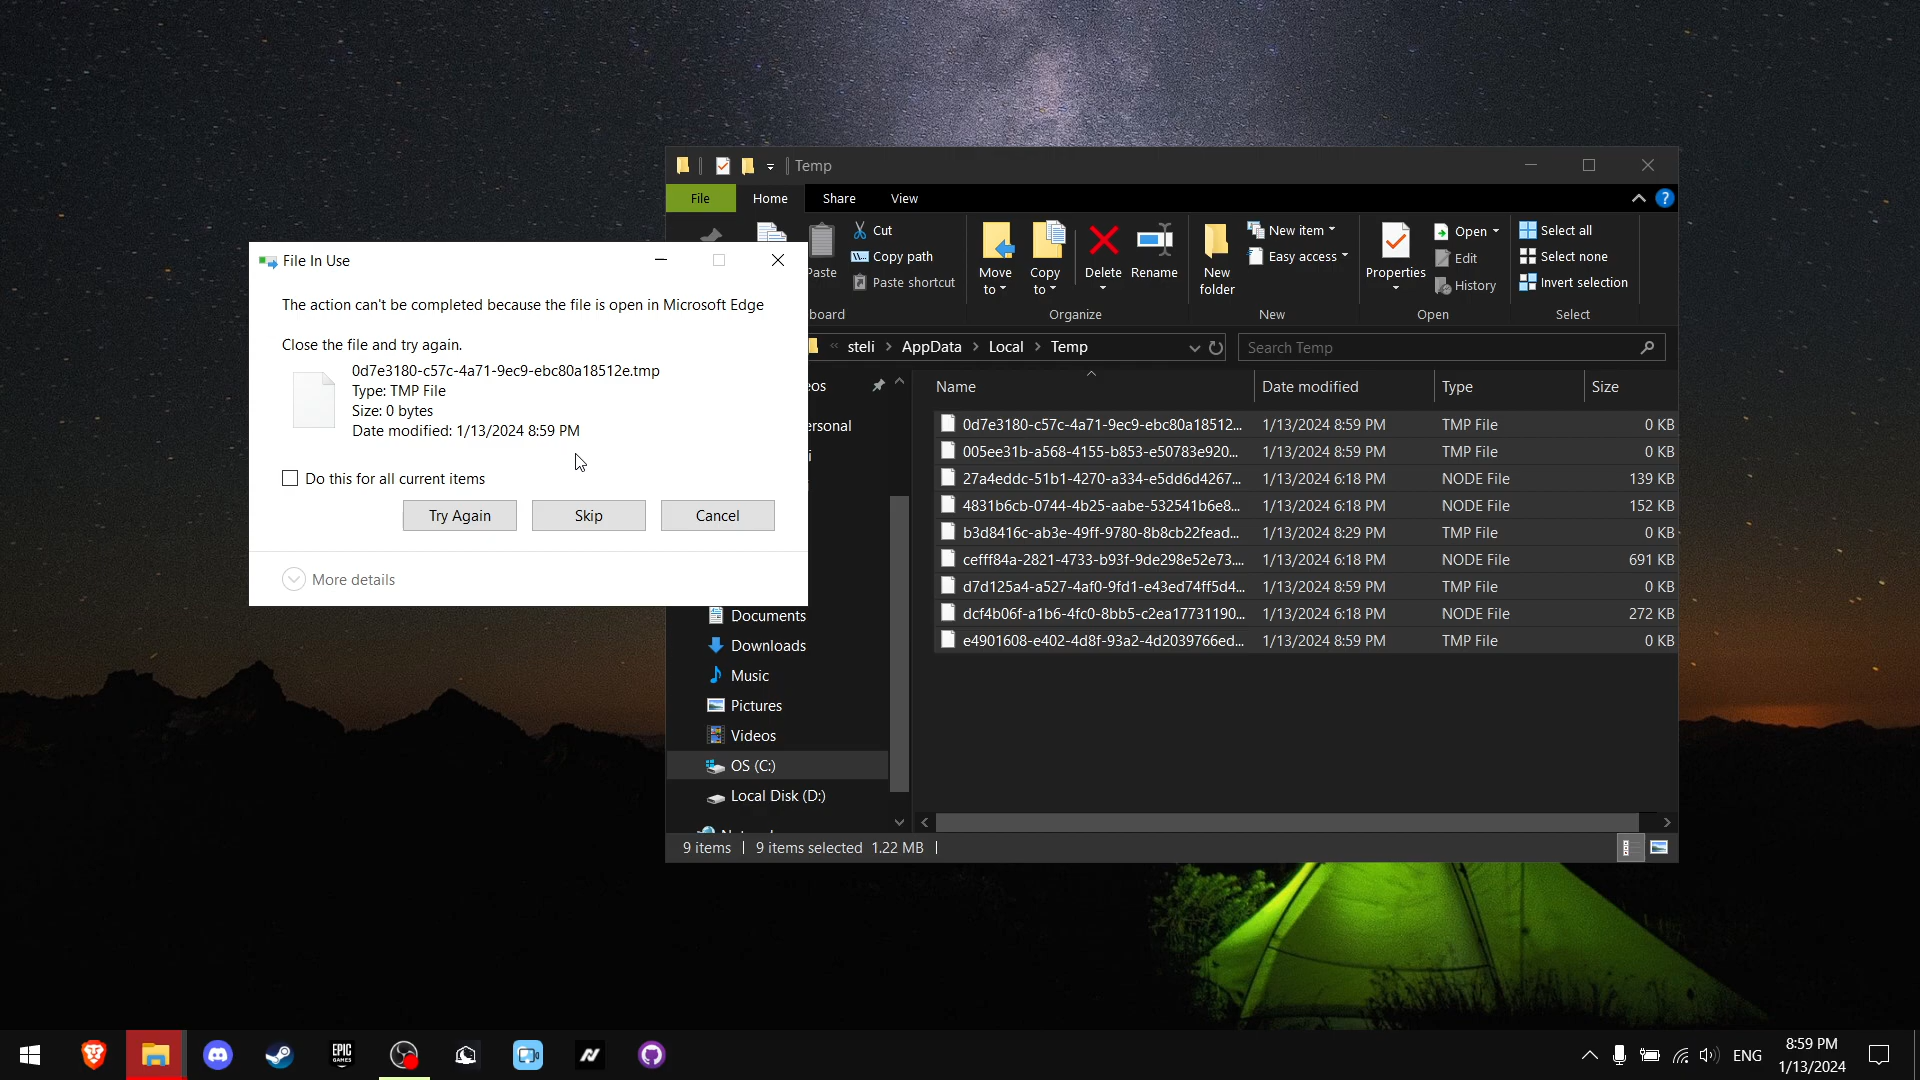 Temp
File
Home
Share
View
Cut
Copy path
Paste shortcut
Move to
Copy to
Delete
Rename
New folder
New item
Easy access
Properties
Open
Edit
History
Select all
Select none
Invert selection
Organize
New
Open
Select
steli > AppData > Local > Temp
Search Temp
File In Use
The action can't be completed because the file is open in Microsoft Edge
Close the file and try again.
0d7e3180-c57c-4a71-9ec9-ebc80a18512e.tmp
Type: TMP File
Size: 0 bytes
Date modified: 1/13/2024 8:59 PM
Do this for all current items
Try Again
Skip
Cancel
More details
Documents
Downloads
Music
Pictures
Videos
OS (C:)
Local Disk (D:)
Name Date modified Type Size
0d7e3180-c57c-4a71-9ec9-ebc80a18512... 1/13/2024 8:59 PM TMP File 0 KB
005ee31b-a568-4155-b853-e50783e920... 1/13/2024 8:59 PM TMP File 0 KB
27a4eddc-51b1-4270-a334-e5dd6d4267... 1/13/2024 6:18 PM NODE File 139 KB
4831b6cb-0744-4b25-aabe-532541b6e8... 1/13/2024 6:18 PM NODE File 152 KB
b3d8416c-ab3e-49ff-9780-8b8cb22fead... 1/13/2024 8:29 PM TMP File 0 KB
cefff84a-2821-4733-b93f-9de298e52e73.... 1/13/2024 6:18 PM NODE File 691 KB
d7d125a4-a527-4af0-9fd1-e43ed74ff5d4... 1/13/2024 8:59 PM TMP File 0 KB
dcf4b06f-a1b6-4fc0-8bb5-c2ea17731190... 1/13/2024 6:18 PM NODE File 272 KB
e4901608-e402-4d8f-93a2-4d2039766ed... 1/13/2024 8:59 PM TMP File 0 KB
9 items 9 items selected 1.22 MB
EPIC GAMES
ENG
8:59 PM
1/13/2024